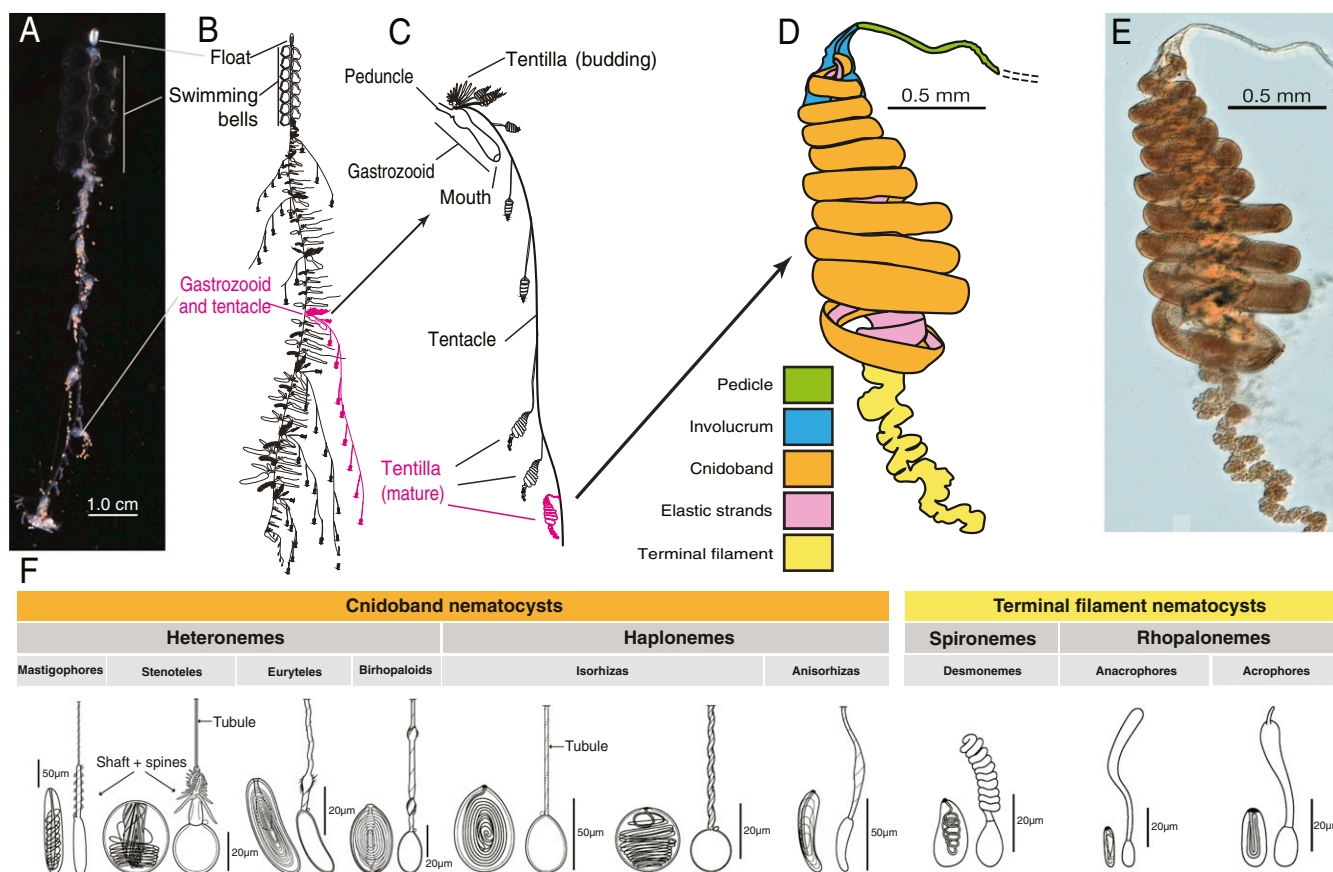 A
B
C
D
E
Float
Swimming
bells
Peduncle
Tentilla (budding)
Gastrozooid
Mouth
Gastrozooid
and tentacle
Tentacle
Tentilla
(mature)
1.0 cm
0.5 mm
0.5 mm
Pedicle
Involucrum
Cnidoband
Elastic strands
Terminal filament
F
Cnidoband nematocysts
Terminal filament nematocysts
Heteronemes
Haplonemes
Spironemes
Rhopalonemes
Mastigophores
Stenoteles
Euryteles
Birhopaloids
Isorhizas
Anisorhizas
Desmonemes
Anacrophores
Acrophores
Tubule
Shaft + spines
Tubule
50µm
20µm
20µm
20µm
50µm
20µm
50µm
20µm
20µm
20µm